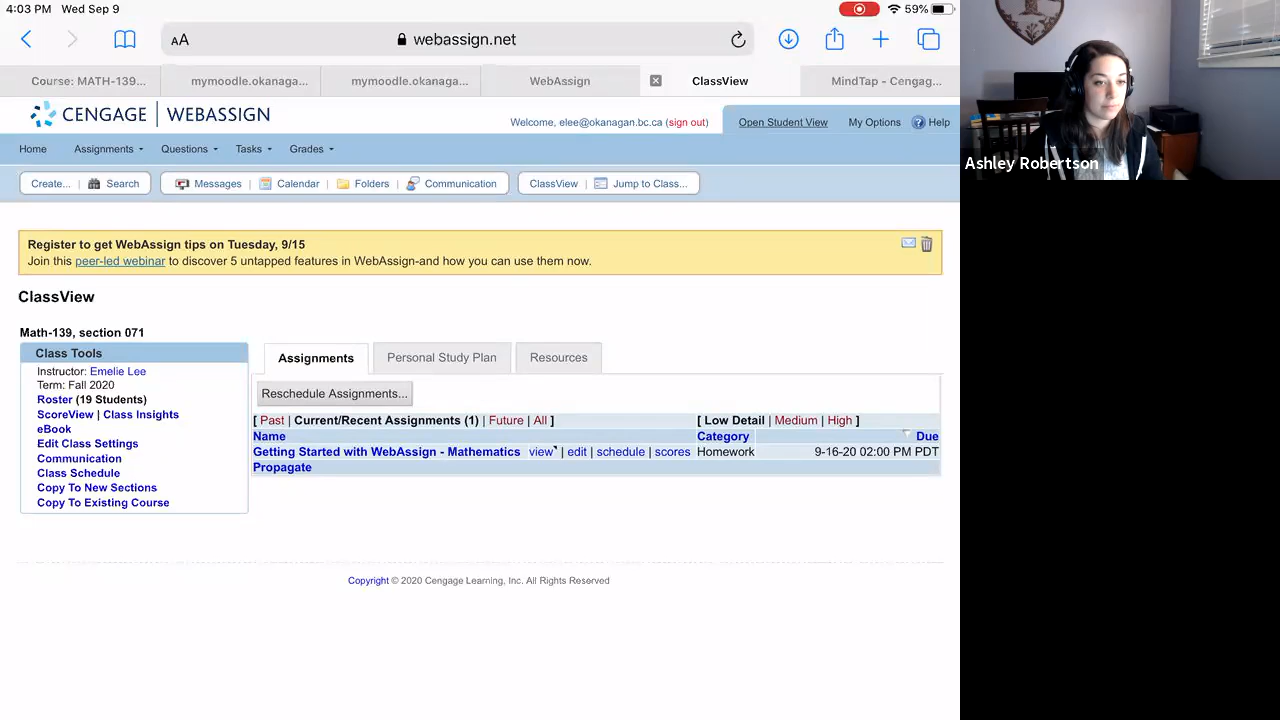 4:03 PM Wed Sep 9
59%
AA
webassign.net
Course: MATH-139...
mymoodle.okanaga...
mymoodle.okanaga...
WebAssign
ClassView
MindTap - Cengag...
CENGAGE | WEBASSIGN
Welcome, elee@okanagan.bc.ca (sign out)
Open Student View
My Options
Help
Home
Assignments
Questions
Tasks
Grades
Create... | Search
Messages | Calendar | Folders | Communication
ClassView | Jump to Class...
Register to get WebAssign tips on Tuesday, 9/15
Join this peer-led webinar to discover 5 untapped features in WebAssign-and how you can use them now.
ClassView
Math-139, section 071
Class Tools
Instructor: Emelie Lee
Term: Fall 2020
Roster (19 Students)
ScoreView | Class Insights
eBook
Edit Class Settings
Communication
Class Schedule
Copy To New Sections
Copy To Existing Course
Assignments
Personal Study Plan
Resources
Reschedule Assignments...
[ Past | Current/Recent Assignments (1) | Future | All ]
[ Low Detail | Medium | High ]
Name
Category
Due
Getting Started with WebAssign - Mathematics view | edit | schedule | scores
Homework
9-16-20 02:00 PM PDT
Propagate
Copyright © 2020 Cengage Learning, Inc. All Rights Reserved
Ashley Robertson